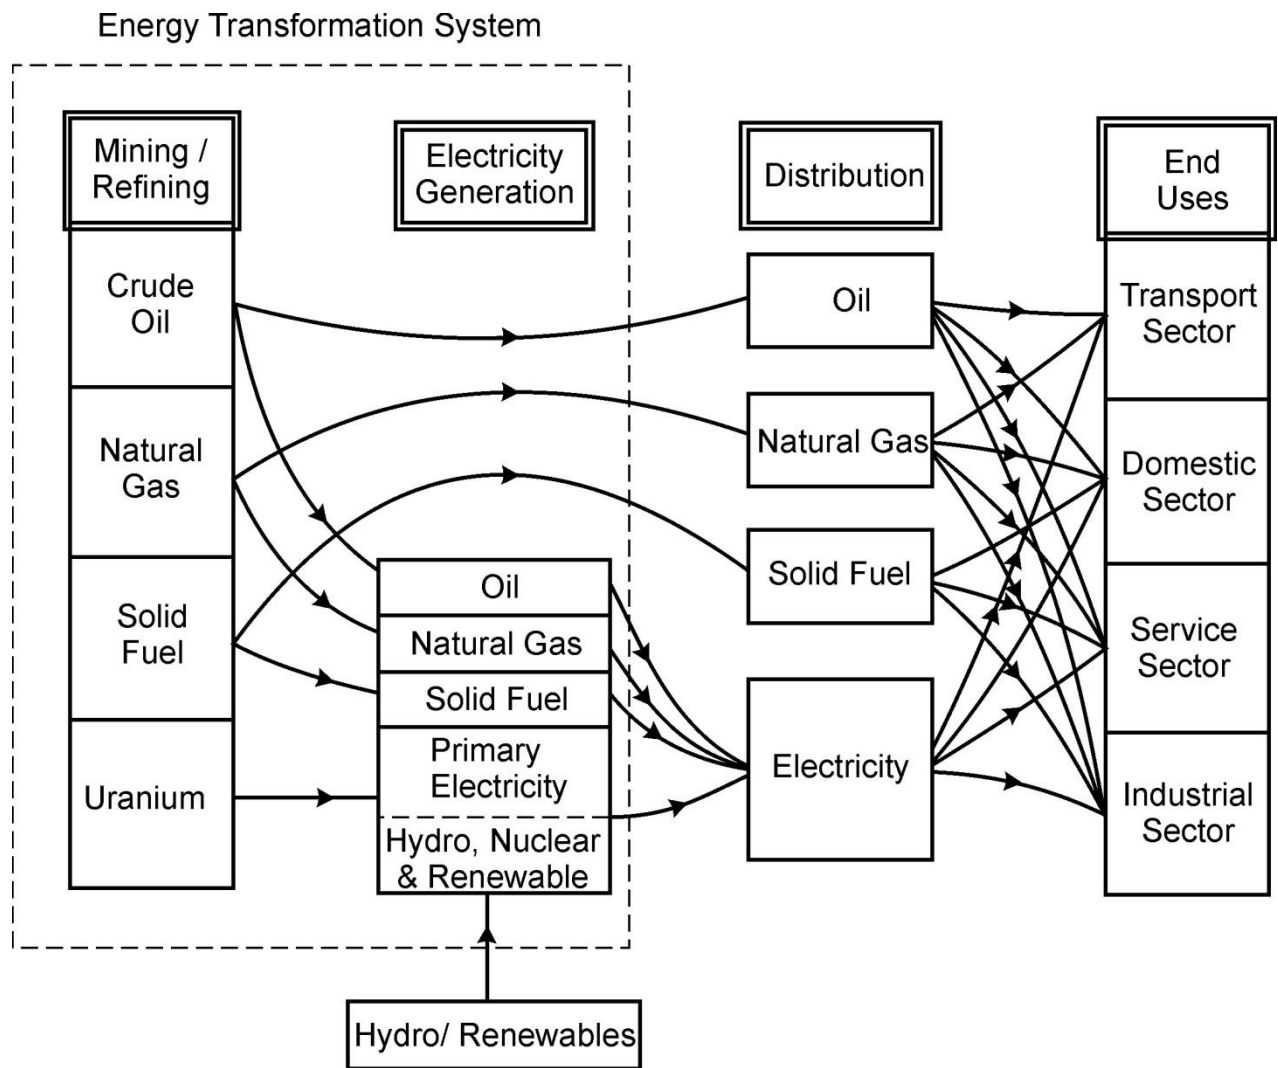 Energy Transformation System
Mining /
Refining
Crude
Oil
Natural
Gas
Solid
Fuel
Uranium
Electricity
Generation
Oil
Natural Gas
Solid Fuel
Primary
Electricity
Hydro, Nuclear
& Renewable
Hydro/ Renewables
Distribution
Oil
Natural Gas
Solid Fuel
Electricity
End
Uses
Transport
Sector
Domestic
Sector
Service
Sector
Industrial
Sector